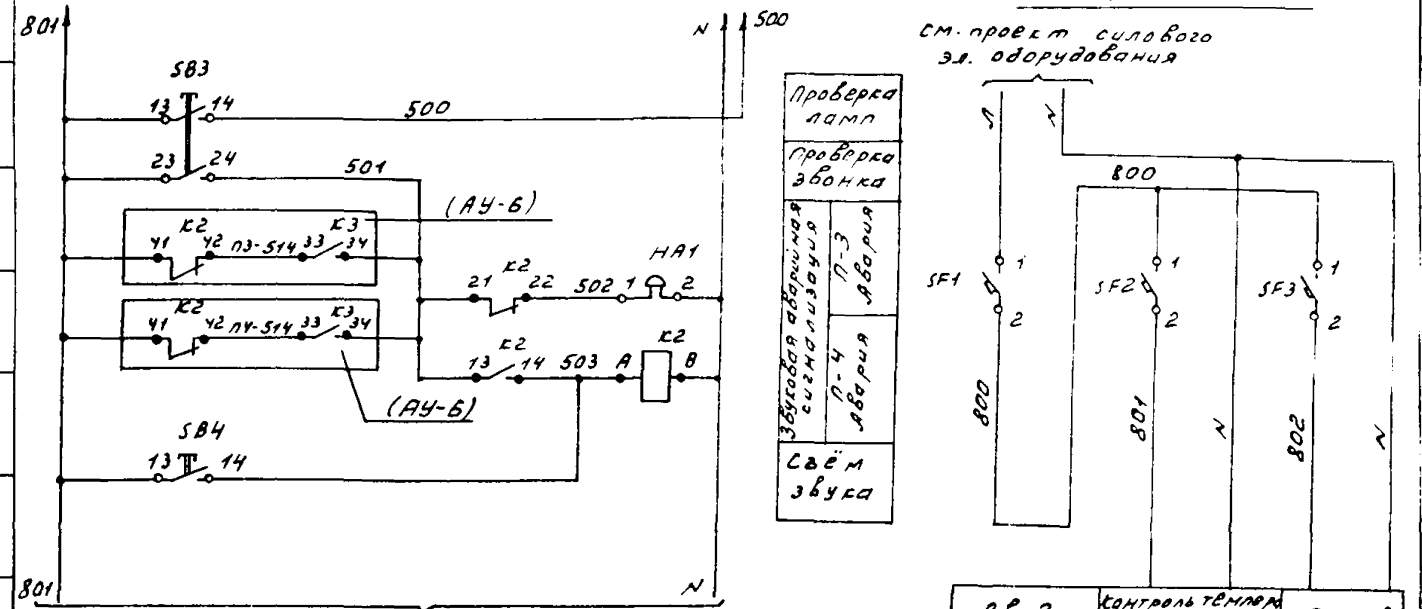 801
N
500
SB3
13
14
500
23
24
501
(АУ-6)
К2
К3
41
42
П3-514
33
34
К2
К3
41
42
П4-514
33
34
(АУ-6)
К2
21
22
502
1
НА1
2
К2
13
14
503
А
К2
В
SB4
13
14
801
N
Проверка
ламп
Проверка
звонка
Звуковая аварийная
сигнализация
П-3
Авария
П-4
Авария
Съём
звука
См. проект силового
эл. оборудования
Л
N
800
SF1
1
2
SF2
1
2
SF3
1
2
800
801
N
802
N
контроль темпера